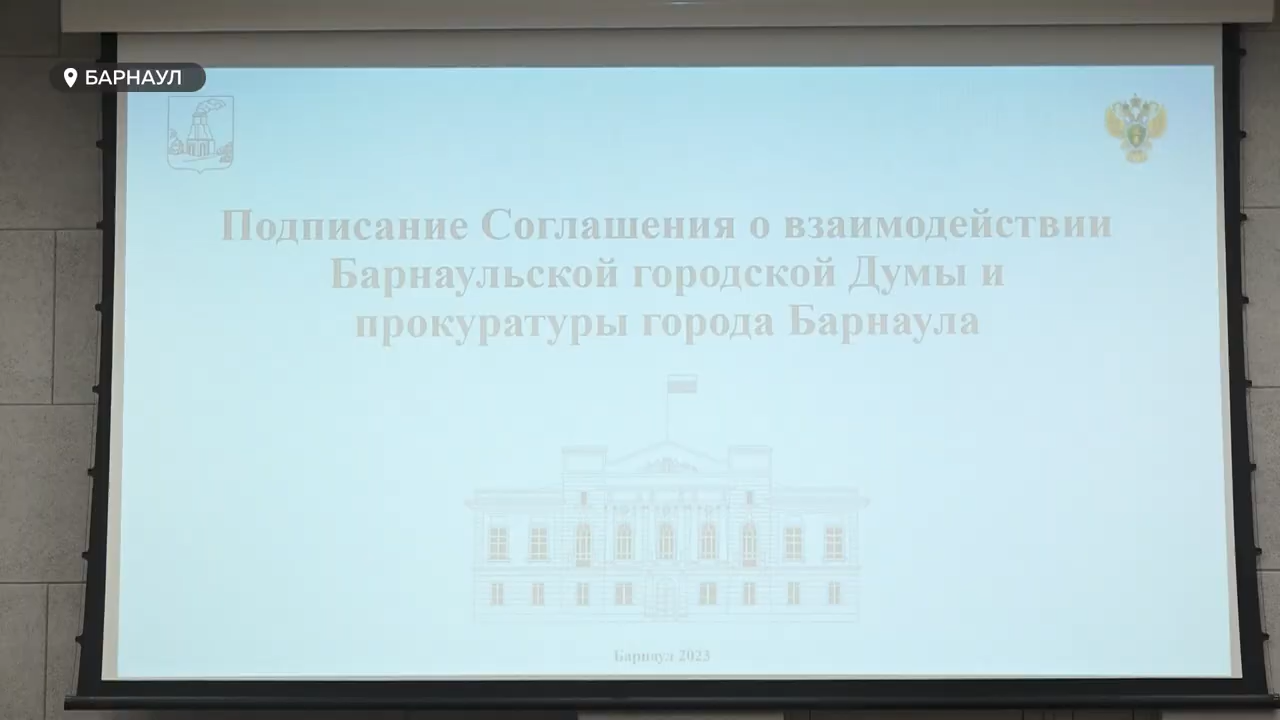 БАРНАУЛ
Подписание Соглашения о взаимодействии
Барнаульской городской Думы и
прокуратуры города Барнаула
Барнаул 2023